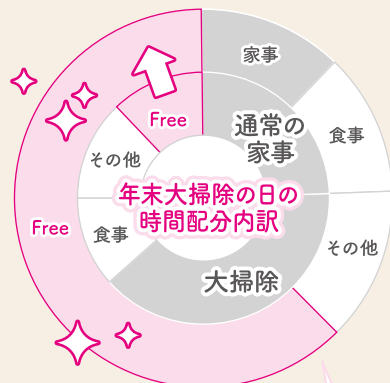 家事
Free
通常の
家事
食事
その他
年末大掃除の日の
時間配分内訳
Free
食事
その他
大掃除